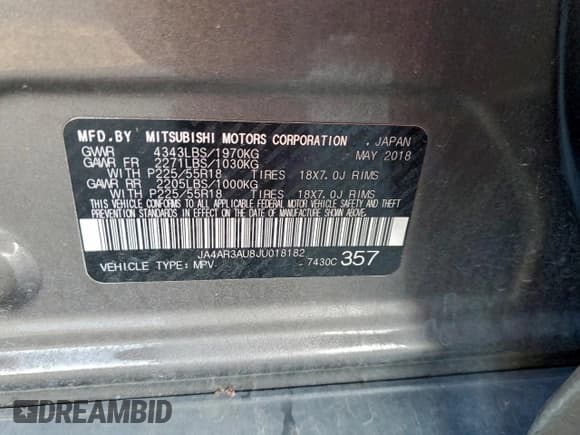 MFD.BY MITSUBISHI MOTORS CORPORATION . JAPAN
GVWR 4343LBS/1970KG MAY 2018
GAWR FR 2271LBS/1030KG
WITH P225/55R18 TIRES 18X7.0J RIMS
GAWR RR 2205LBS/1000KG
WITH P225/55R18 TIRES 18X7.0J RIMS
THIS VEHICLE CONFORMS TO ALL APPLICABLE FEDERAL MOTOR VEHICLE
SAFETY, BUMPER AND THEFT
PREVENTION STANDARDS IN EFFECT ON THE DATE OF MANUFACTURE SHOWN ABOVE.
JA4AR3AU8JU018182
VEHICLE TYPE: MPV -7430C 357
DREAMBID